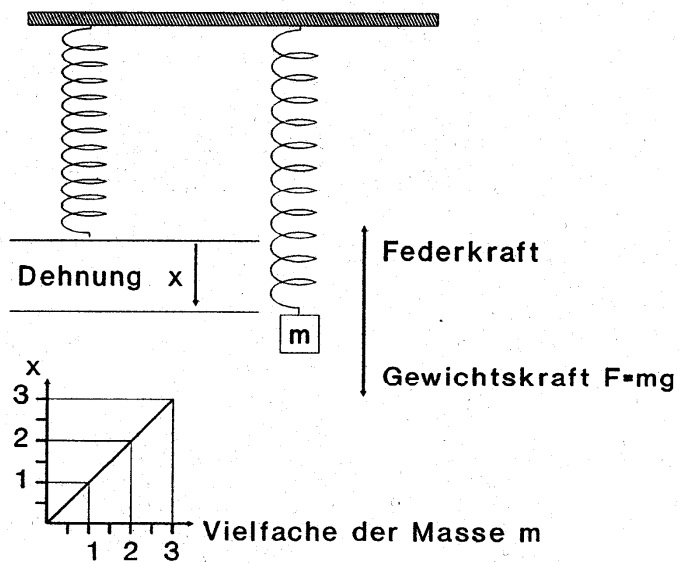 Federkraft
Dehnung x
m
Gewichtskraft F=mg
x
3
2
1
1 2 3
Vielfache der Masse m